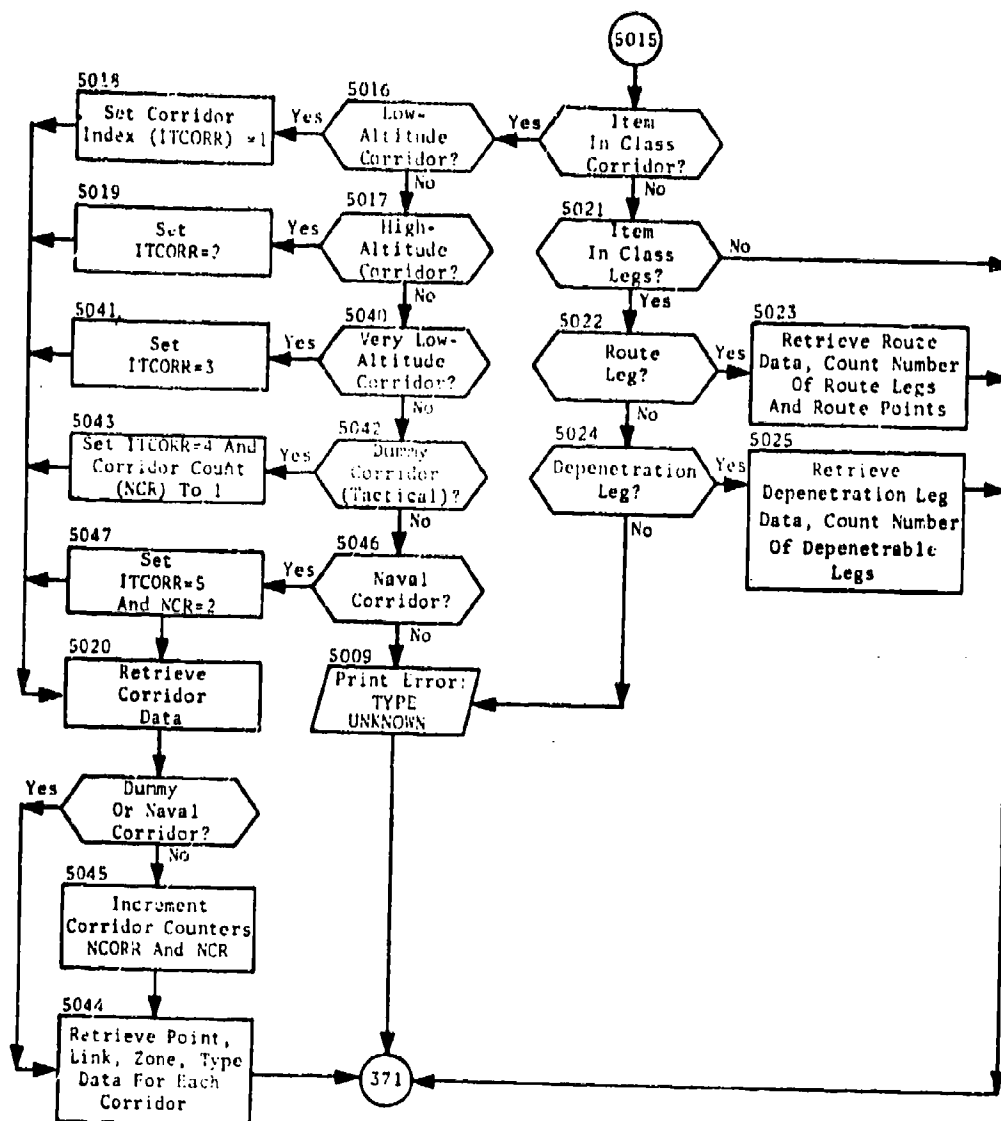 5015
5018
Set Corridor
Index (ITCORR) =1
Yes
5016
Low-
Altitude
Corridor?
Yes
Item
In Class
Corridor?
No
No
5019
Set
ITCORR=2
Yes
5017
High-
Altitude
Corridor?
No
5021
Item
In Class
Legs?
No
Yes
5041
Set
ITCORR=3
Yes
5040
Very Low-
Altitude
Corridor?
No
5022
Route
Leg?
Yes
No
5023
Retrieve Route
Data, Count Number
Of Route Legs
And Route Points
5043
Set ITCORR=4 And
Corridor Count
(NCR) To 1
Yes
5042
Dummy
Corridor
(Tactical)?
No
5024
Depenetration
Leg?
Yes
No
5025
Retrieve
Depenetration Leg
Data, Count Number
Of Depenetrable
Legs
5047
Set
ITCORR=5
And NCR=2
Yes
5046
Naval
Corridor?
No
5020
Retrieve
Corridor
Data
5009
Print Error:
TYPE
UNKNOWN
Yes
Dummy
Or Naval
Corridor?
No
5045
Increment
Corridor Counters
NCORR And NCR
5044
Retrieve Point,
Link, Zone, Type
Data For Each
Corridor
371